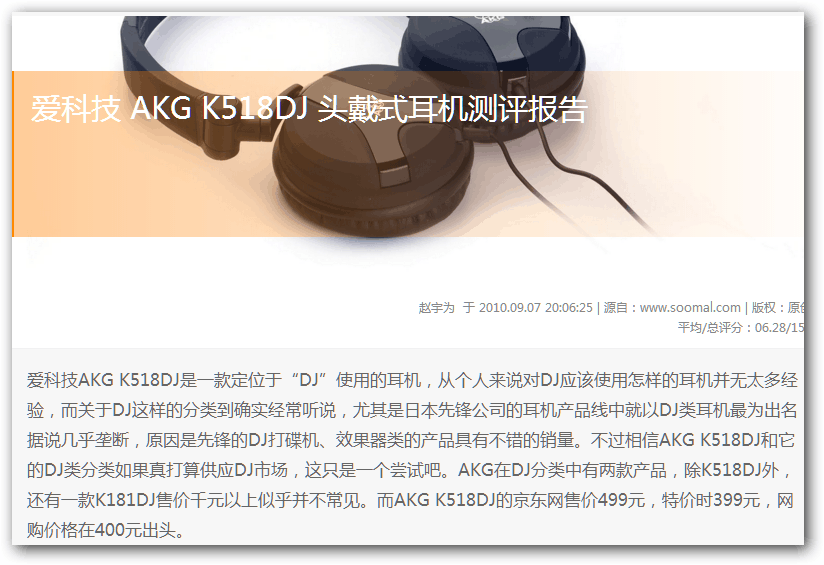 AKG
爱科技 AKG K518DJ 头戴式耳机测评报告
赵宇为 于 2010.09.07 20:06:25 | 源自：www.soomal.com | 版权：原创
平均/总评分：06.28/15
爱科技AKG K518DJ是一款定位于“DJ”使用的耳机，从个人来说对DJ应该使用怎样的耳机并无太多经
验，而关于DJ这样的分类到确实经常听说，尤其是日本先锋公司的耳机产品线中就以DJ类耳机最为出名
据说几乎垄断，原因是先锋的DJ打碟机、效果器类的产品具有不错的销量。不过相信AKG K518DJ和它
的DJ类分类如果真打算供应DJ市场，这只是一个尝试吧。AKG在DJ分类中有两款产品，除K518DJ外，
还有一款K181DJ售价千元以上似乎并不常见。而AKG K518DJ的京东网售价499元，特价时399元，网
购价格在400元出头。